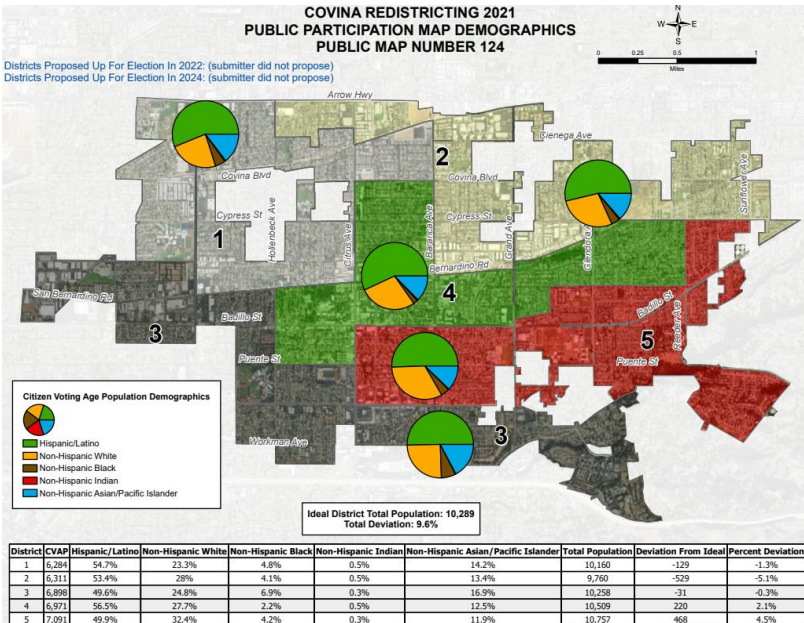 COVINA REDISTRICTING 2021
PUBLIC PARTICIPATION MAP DEMOGRAPHICS
PUBLIC MAP NUMBER 124
N
W E
S
0 0.25 0.5 1
Miles
Districts Proposed Up For Election In 2022: (submitter did not propose)
Districts Proposed Up For Election In 2024: (submitter did not propose)
Arrow Hwy
Cienega Ave
2
Covina Blvd
Covina Blvd
Cypress St
Cypress St
Sunflower Ave
1
Hollenbeck Ave
Citrus Ave
Baranca Ave
Grand Ave
Bernardino Rd
4
San Bernardino Rd
Badillo St
Badillo St
3
5
Reeder Ave
Puente St
Puente St
Workman Ave
3
Citizen Voting Age Population Demographics
Hispanic/Latino
Non-Hispanic White
Non-Hispanic Black
Non-Hispanic Indian
Non-Hispanic Asian/Pacific Islander
Ideal District Total Population: 10,289
Total Deviation: 9.6%
District CVAP Hispanic/Latino Non-Hispanic White Non-Hispanic Black Non-Hispanic Indian Non-Hispanic Asian/Pacific Islander Total Population Deviation From Ideal Percent Deviation
1 6,284 54.7% 23.3% 4.8% 0.5% 14.2% 10,160 -129 -1.3%
2 6,311 53.4% 28% 4.1% 0.5% 13.4% 9,760 -529 -5.1%
3 6,898 49.6% 24.8% 6.9% 0.3% 16.9% 10,258 -31 -0.3%
4 6,971 56.5% 27.7% 2.2% 0.5% 12.5% 10,509 220 2.1%
5 7,091 49.9% 32.4% 4.2% 0.3% 11.9% 10,757 468 4.5%